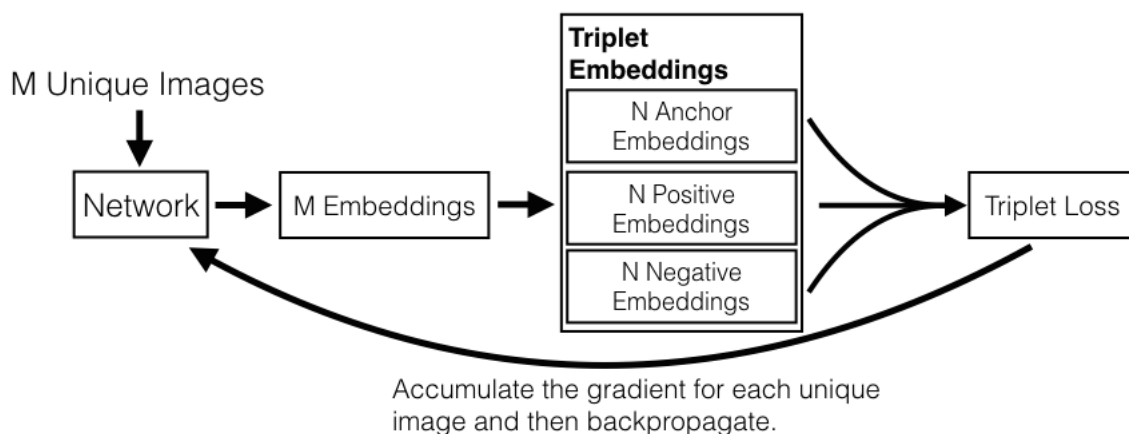 M Unique Images
Network
M Embeddings
Triplet
Embeddings
N Anchor
Embeddings
N Positive
Embeddings
N Negative
Embeddings
Triplet Loss
Accumulate the gradient for each unique
image and then backpropagate.